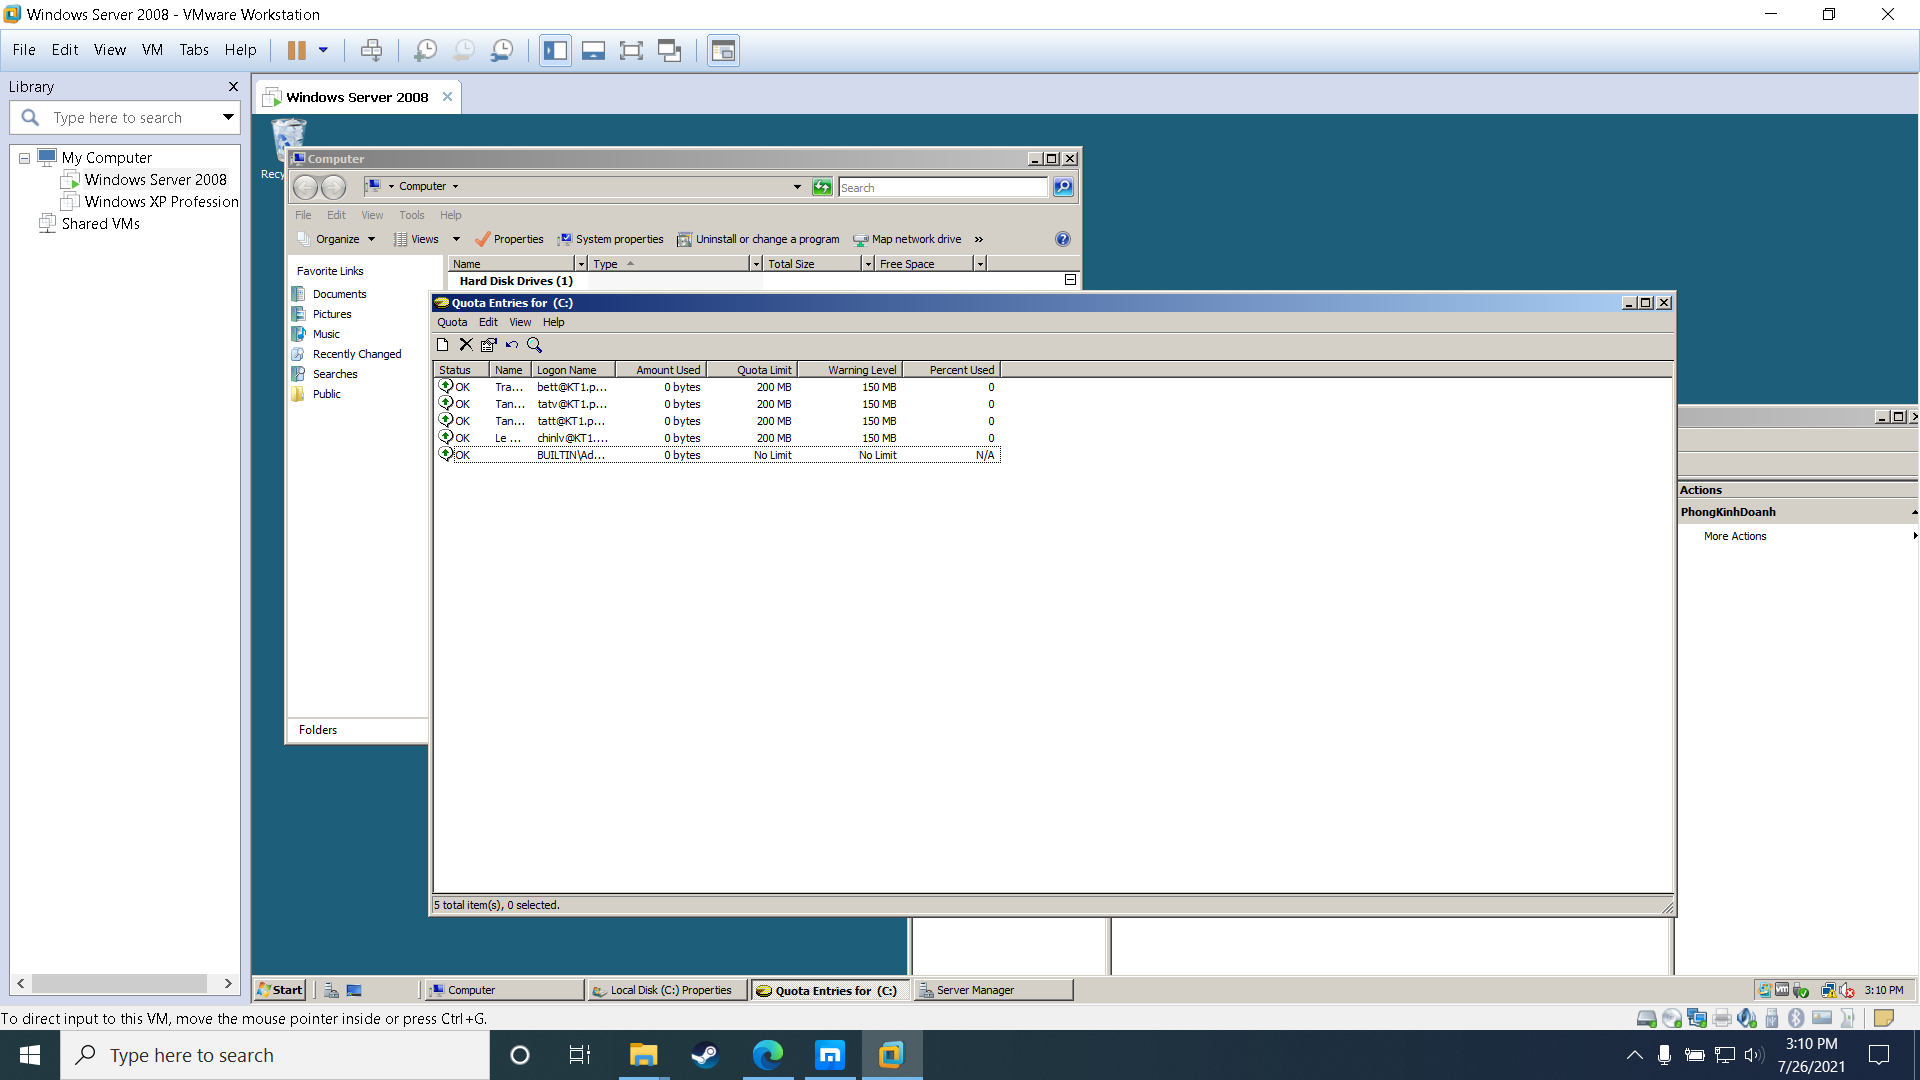 Windows Server 2008 - VMware Workstation
File Edit View VM Tabs Help
Library
Type here to search
My Computer
Windows Server 2008
Windows XP Profession
Shared VMs
Windows Server 2008
Recy
Computer
Computer
Search
File Edit View Tools Help
Organize Views Properties System properties Uninstall or change a program Map network drive »
Favorite Links
Documents
Pictures
Music
Recently Changed
Searches
Public
Folders
Name Type Total Size Free Space
Hard Disk Drives (1)
Quota Entries for (C:)
Quota Edit View Help
Status Name Logon Name Amount Used Quota Limit Warning Level Percent Used
OK Tra... bett@KT1.p... 0 bytes 200 MB 150 MB 0
OK Tan... tatv@KT1.p... 0 bytes 200 MB 150 MB 0
OK Tan... tatt@KT1.p... 0 bytes 200 MB 150 MB 0
OK Le ... chinlv@KT1.... 0 bytes 200 MB 150 MB 0
OK BUILTIN\Ad... 0 bytes No Limit No Limit N/A
5 total item(s), 0 selected.
Actions
PhongKinhDoanh
More Actions
Start Computer Local Disk (C:) Properties Quota Entries for (C:) Server Manager 3:10 PM
To direct input to this VM, move the mouse pointer inside or press Ctrl+G.
Type here to search
3:10 PM
7/26/2021